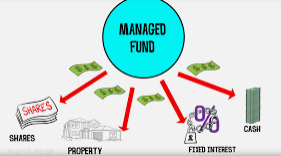 MANAGED
FUND
SHARES
SHARES
PROPERTY
FIXED INTEREST
CASH